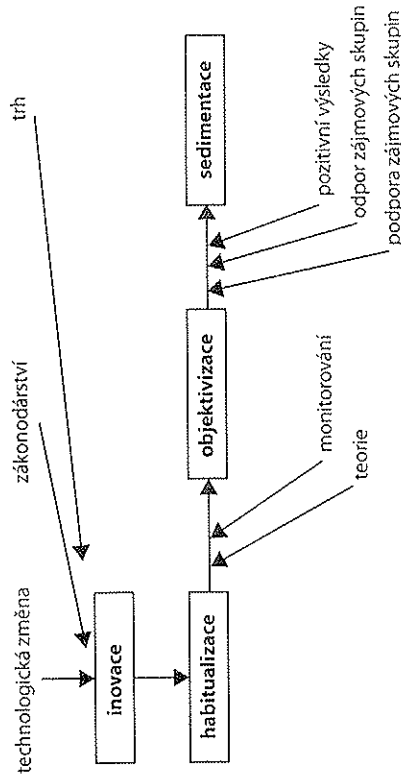 technologická změna
zákonodárství
trh
inovace
habitualizace
objektivizace
sedimentace
teorie
monitorování
pozitivní výsledky
odpor zájmových skupin
podpora zájmových skupin